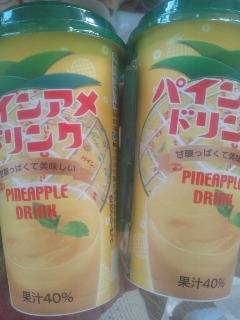 インアメ
ドリンク
甘酸っぱくて美味しい
PINEAPPLE
DRINK
果汁40%
パイン
ドリン
甘酸っぱくて美味
PINEAPPL
DRINK
果汁40%